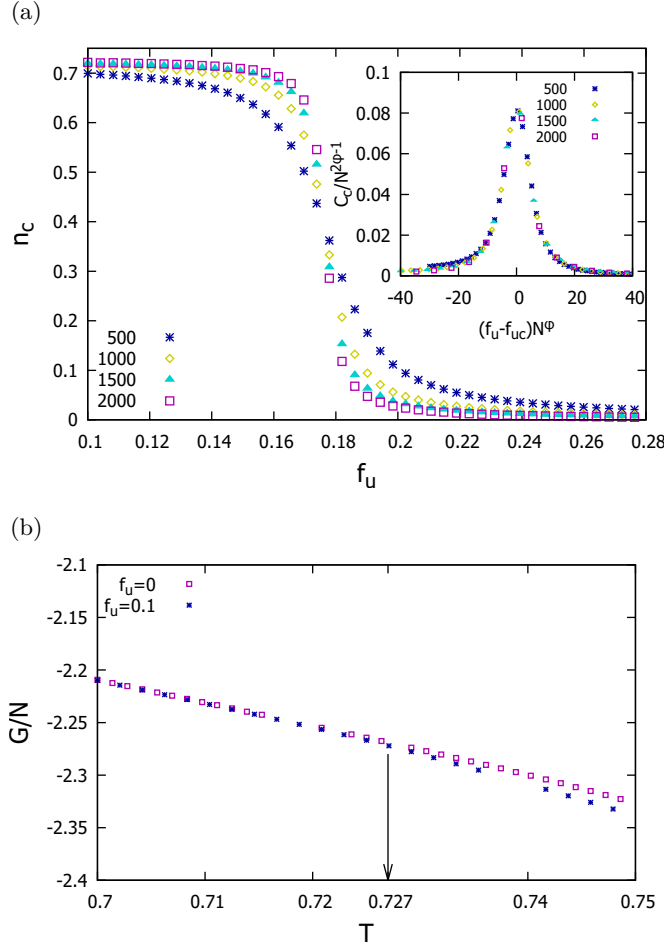 (a)
0.7
0.6
0.5
0.4
0.3
0.2
0.1
0
n_c
500
1000
1500
2000
0.1 0.12 0.14 0.16 0.18 0.2 0.22 0.24 0.26 0.28
f_u
0.1
0.08
0.06
0.04
0.02
0
C_c/N^{2φ-1}
500
1000
1500
2000
-40 -20 0 20 40
(f_u-f_{uc})N^φ
(b)
-2.1
-2.15
-2.2
-2.25
-2.3
-2.35
-2.4
G/N
f_u=0
f_u=0.1
0.7 0.71 0.72 0.727 0.74 0.75
T